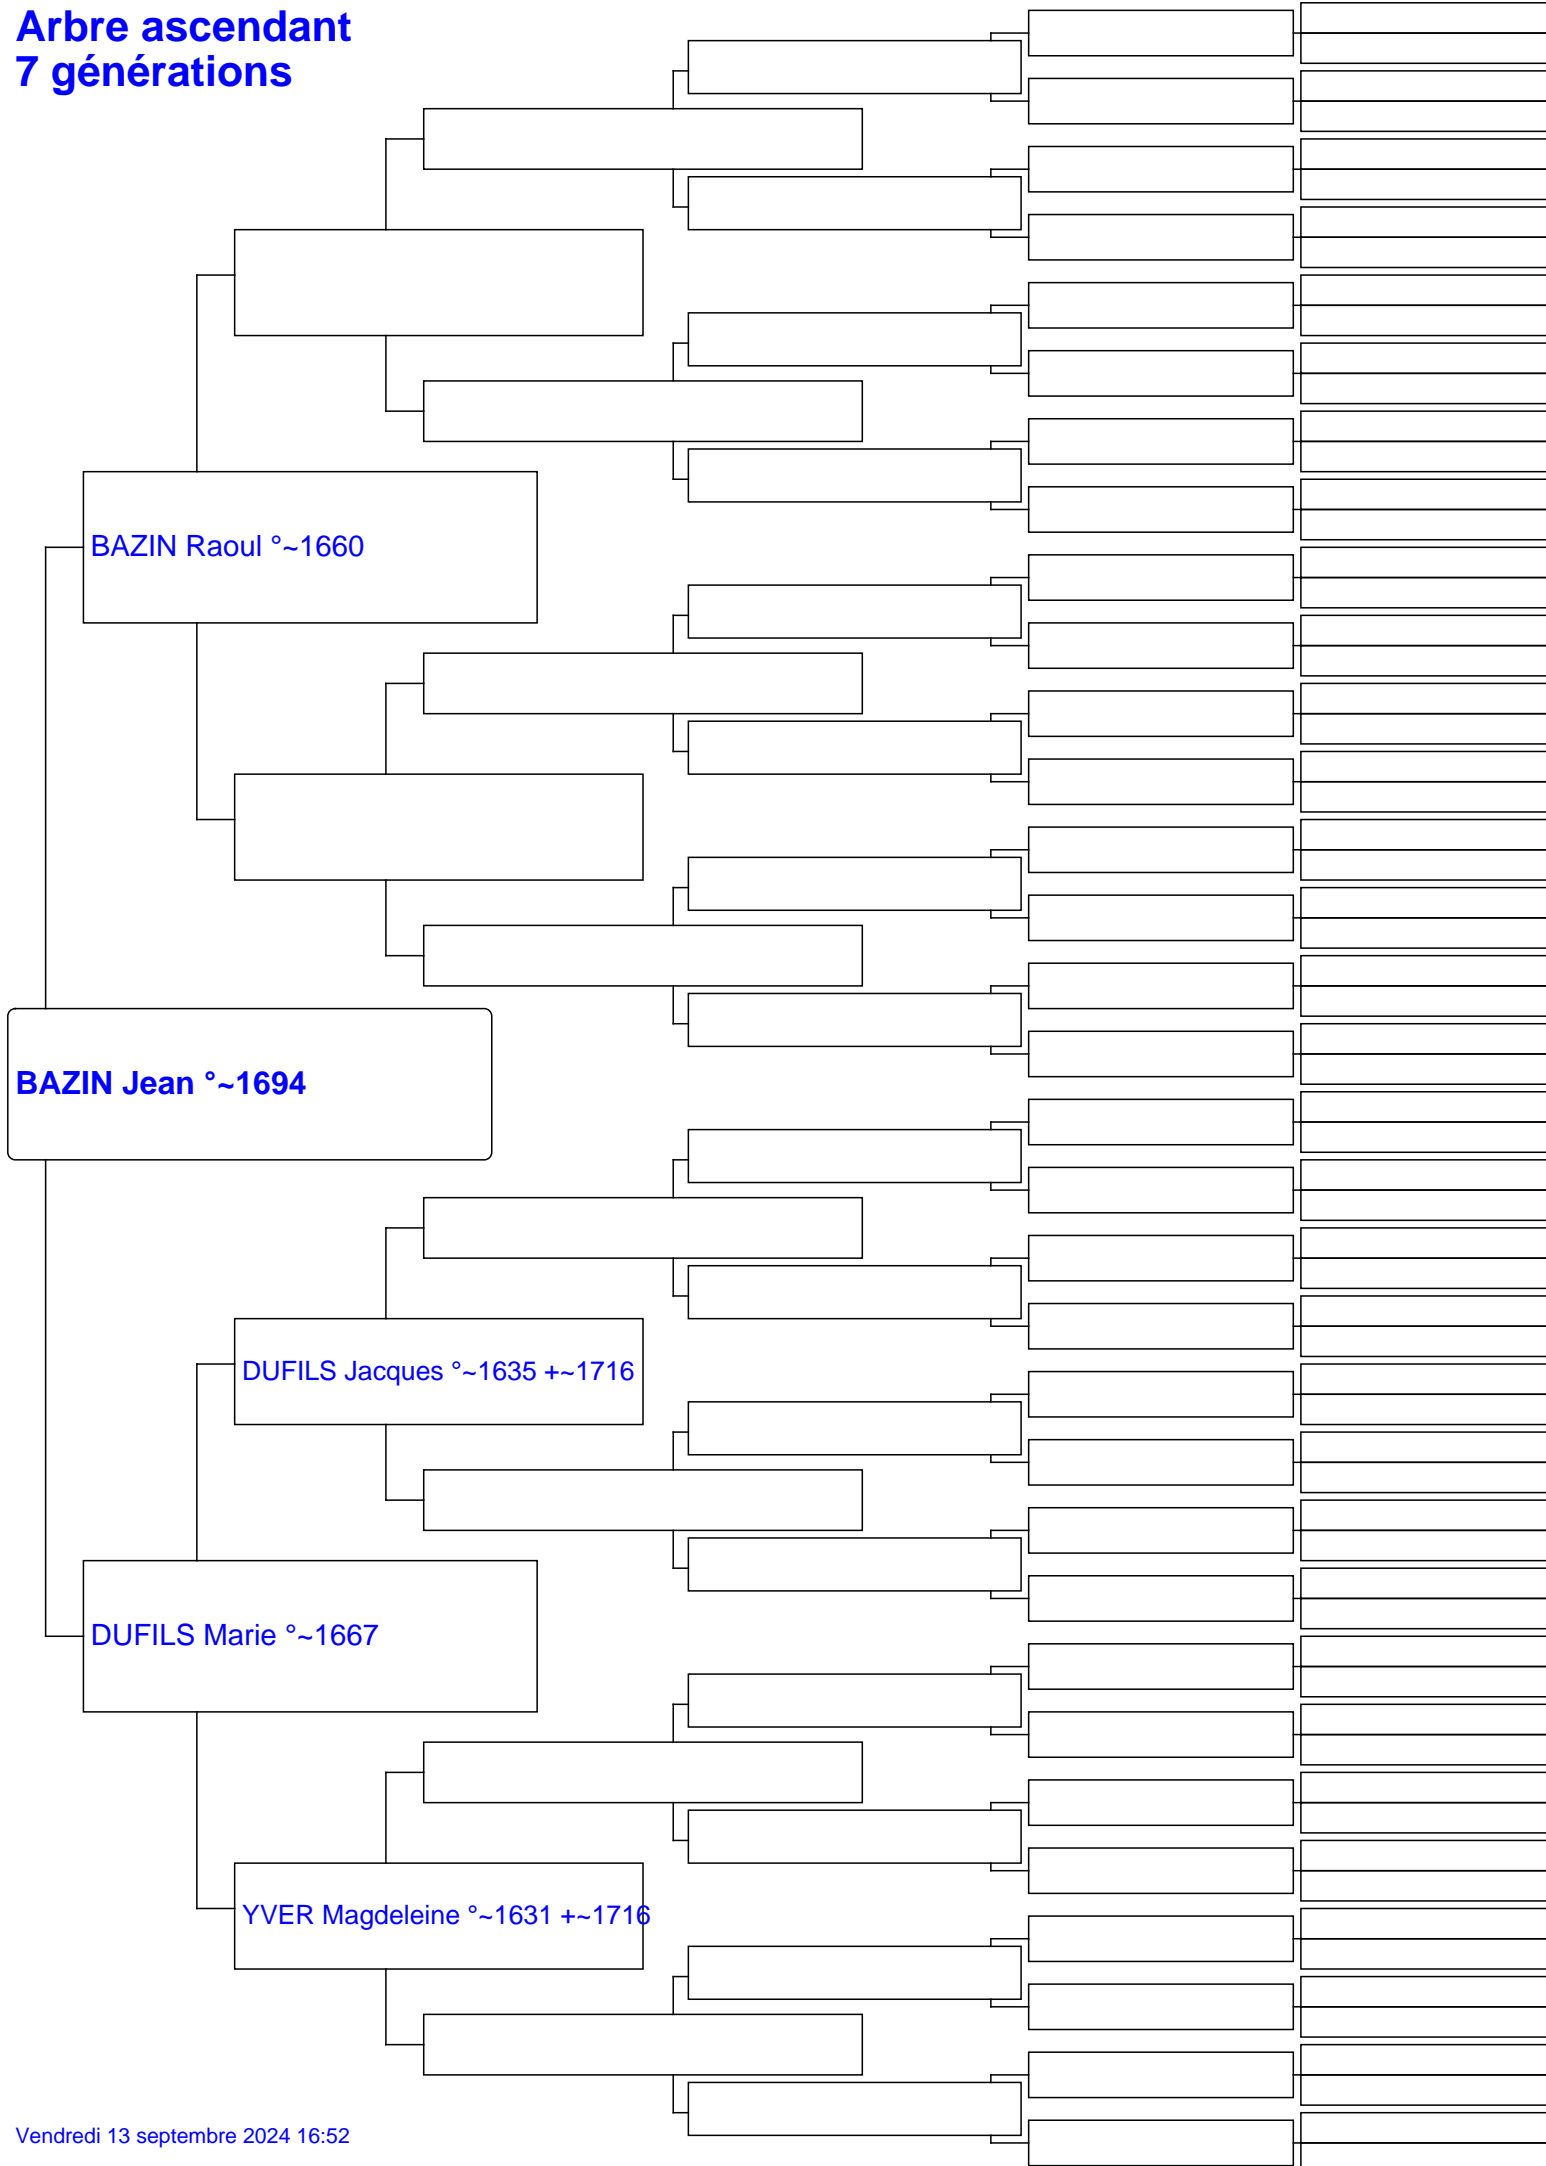 Arbre ascendant
7 générations
BAZIN Raoul °~1660
BAZIN Jean °~1694
DUFILS Jacques °~1635 +~1716
DUFILS Marie °~1667
YVER Magdeleine °~1631 +~1716
Vendredi 13 septembre 2024 16:52